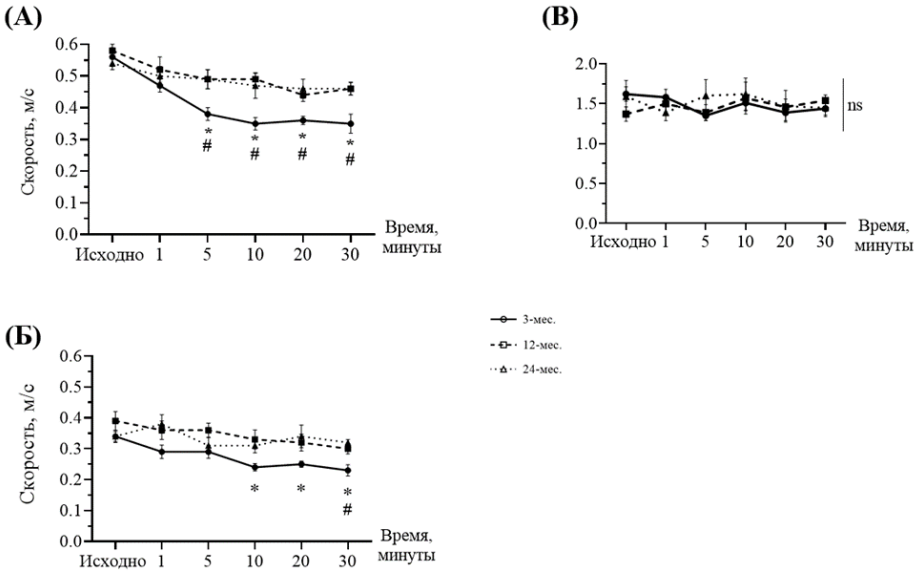 (А)
0.6
0.5
0.4
0.3
0.2
0.1
0.0
Скорость, м/с
*
#
*
#
*
#
*
#
Исходно 1 5 10 20 30
Время,
минуты
(В)
2.0
1.5
1.0
0.5
0.0
ns
Исходно 1 5 10 20 30
Время,
минуты
(Б)
0.6
0.5
0.4
0.3
0.2
0.1
0.0
Скорость, м/с
* * *
#
Исходно 1 5 10 20 30
Время,
минуты
3-мес.
12-мес.
24-мес.